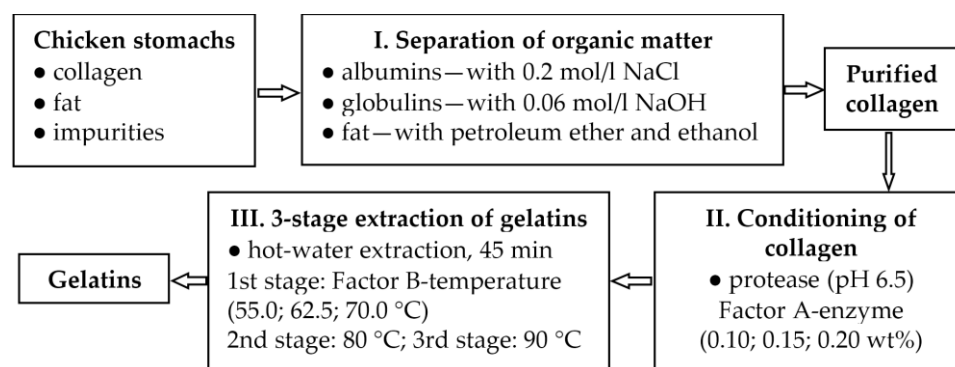 Chicken stomachs
● collagen
● fat
● impurities
I. Separation of organic matter
● albumins—with 0.2 mol/l NaCl
● globulins—with 0.06 mol/l NaOH
● fat—with petroleum ether and ethanol
Purified
collagen
II. Conditioning of
collagen
● protease (pH 6.5)
Factor A-enzyme
(0.10; 0.15; 0.20 wt%)
III. 3-stage extraction of gelatins
● hot-water extraction, 45 min
1st stage: Factor B-temperature
(55.0; 62.5; 70.0 °C)
2nd stage: 80 °C; 3rd stage: 90 °C
Gelatins